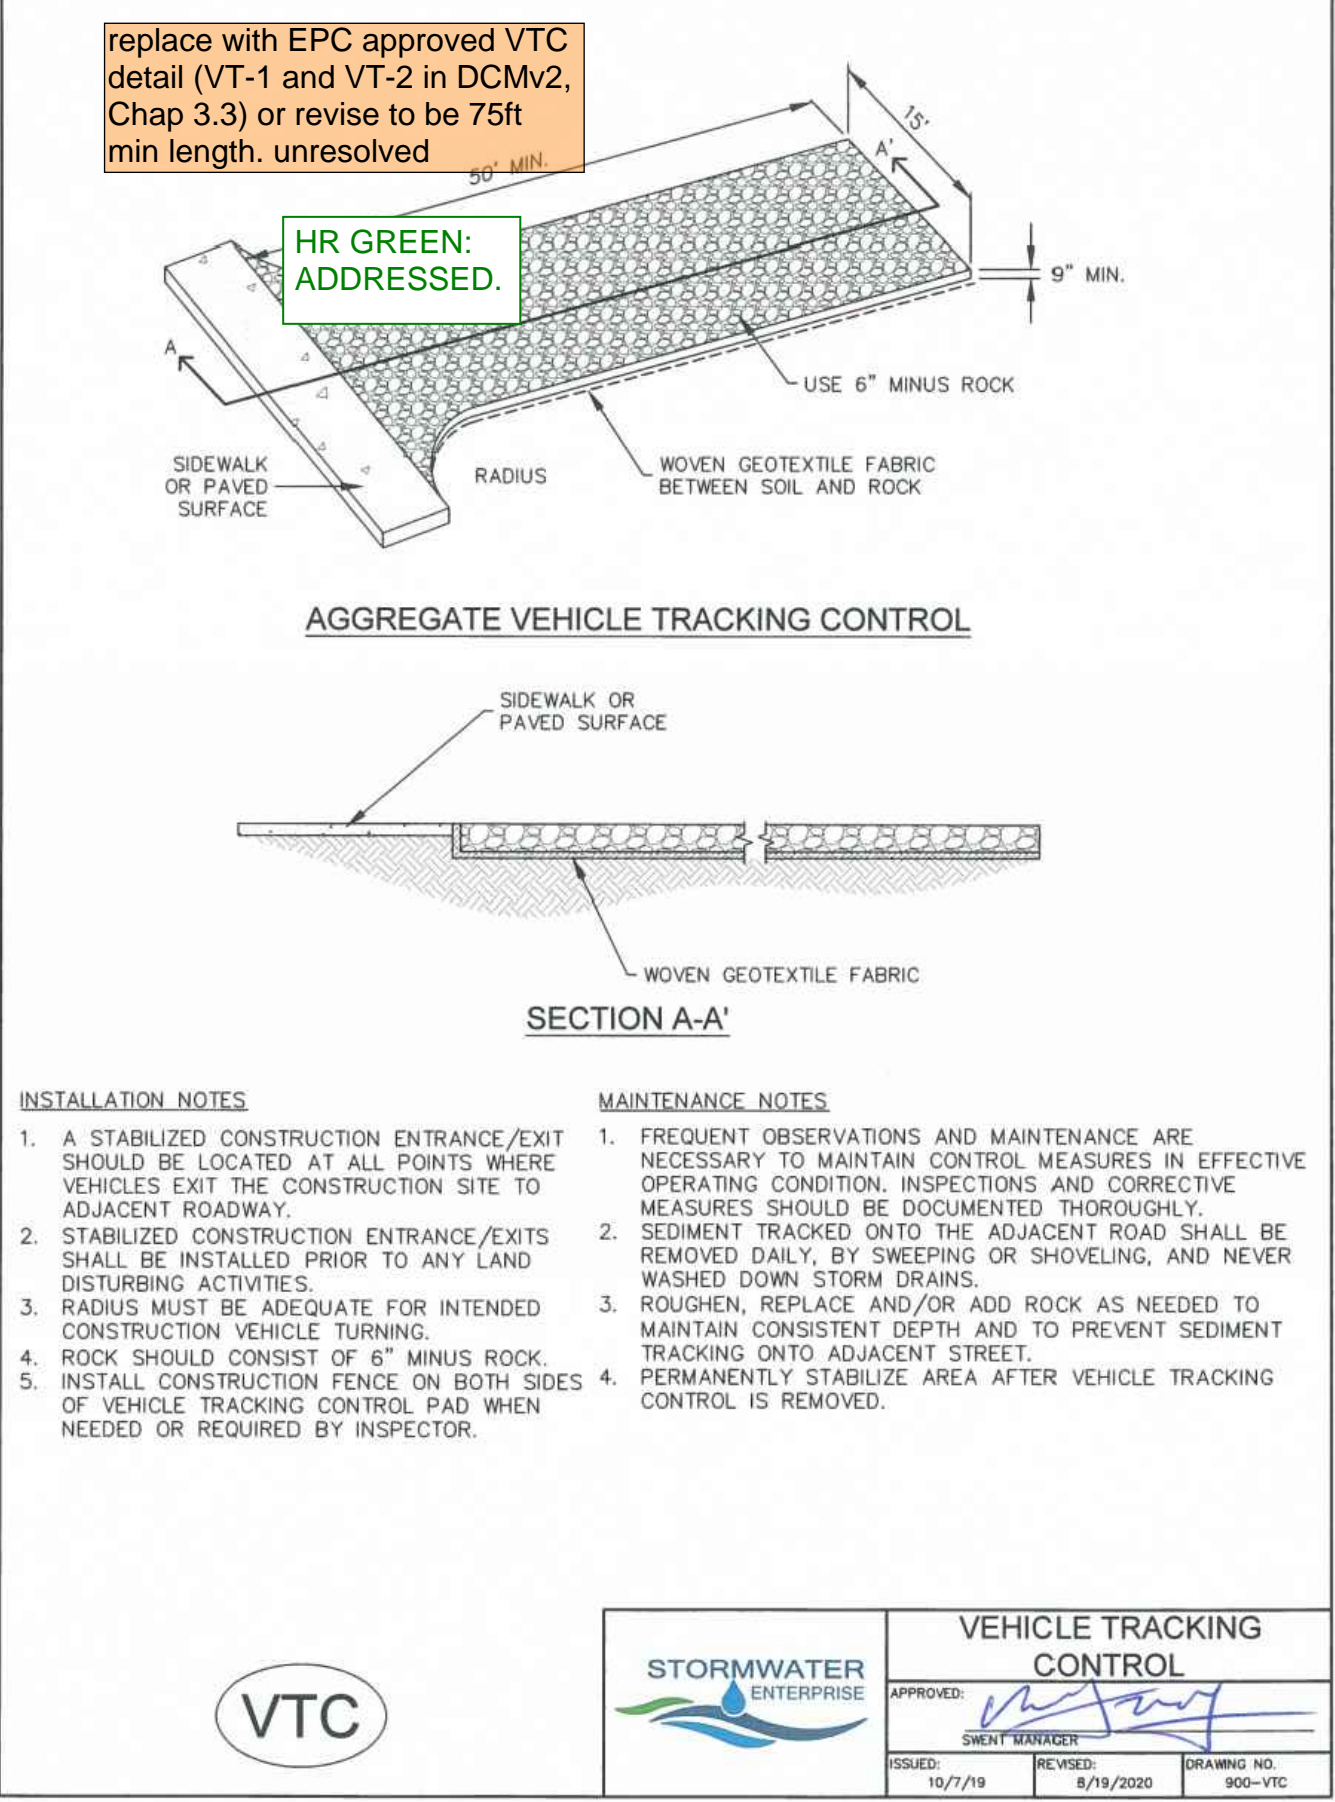 replace with EPC approved VTC
detail (VT-1 and VT-2 in DCMv2,
Chap 3.3) or revise to be 75ft
min length. unresolved
50' MIN.
15'
A'
HR GREEN:
ADDRESSED.
9" MIN.
A
USE 6" MINUS ROCK
SIDEWALK
OR PAVED
SURFACE
RADIUS
WOVEN GEOTEXTILE FABRIC
BETWEEN SOIL AND ROCK
AGGREGATE VEHICLE TRACKING CONTROL
SIDEWALK OR
PAVED SURFACE
WOVEN GEOTEXTILE FABRIC
SECTION A-A'
INSTALLATION NOTES
1. A STABILIZED CONSTRUCTION ENTRANCE/EXIT
SHOULD BE LOCATED AT ALL POINTS WHERE
VEHICLES EXIT THE CONSTRUCTION SITE TO
ADJACENT ROADWAY.
2. STABILIZED CONSTRUCTION ENTRANCE/EXITS
SHALL BE INSTALLED PRIOR TO ANY LAND
DISTURBING ACTIVITIES.
3. RADIUS MUST BE ADEQUATE FOR INTENDED
CONSTRUCTION VEHICLE TURNING.
4. ROCK SHOULD CONSIST OF 6" MINUS ROCK.
5. INSTALL CONSTRUCTION FENCE ON BOTH SIDES
OF VEHICLE TRACKING CONTROL PAD WHEN
NEEDED OR REQUIRED BY INSPECTOR.
MAINTENANCE NOTES
1. FREQUENT OBSERVATIONS AND MAINTENANCE ARE
NECESSARY TO MAINTAIN CONTROL MEASURES IN EFFECTIVE
OPERATING CONDITION. INSPECTIONS AND CORRECTIVE
MEASURES SHOULD BE DOCUMENTED THOROUGHLY.
2. SEDIMENT TRACKED ONTO THE ADJACENT ROAD SHALL BE
REMOVED DAILY, BY SWEEPING OR SHOVELING, AND NEVER
WASHED DOWN STORM DRAINS.
3. ROUGHEN, REPLACE AND/OR ADD ROCK AS NEEDED TO
MAINTAIN CONSISTENT DEPTH AND TO PREVENT SEDIMENT
TRACKING ONTO ADJACENT STREET.
4. PERMANENTLY STABILIZE AREA AFTER VEHICLE TRACKING
CONTROL IS REMOVED.
VTC
STORMWATER
ENTERPRISE
VEHICLE TRACKING
CONTROL
APPROVED:
SWENT MANAGER
ISSUED:
10/7/19
REVISED:
8/19/2020
DRAWING NO.
900-VTC